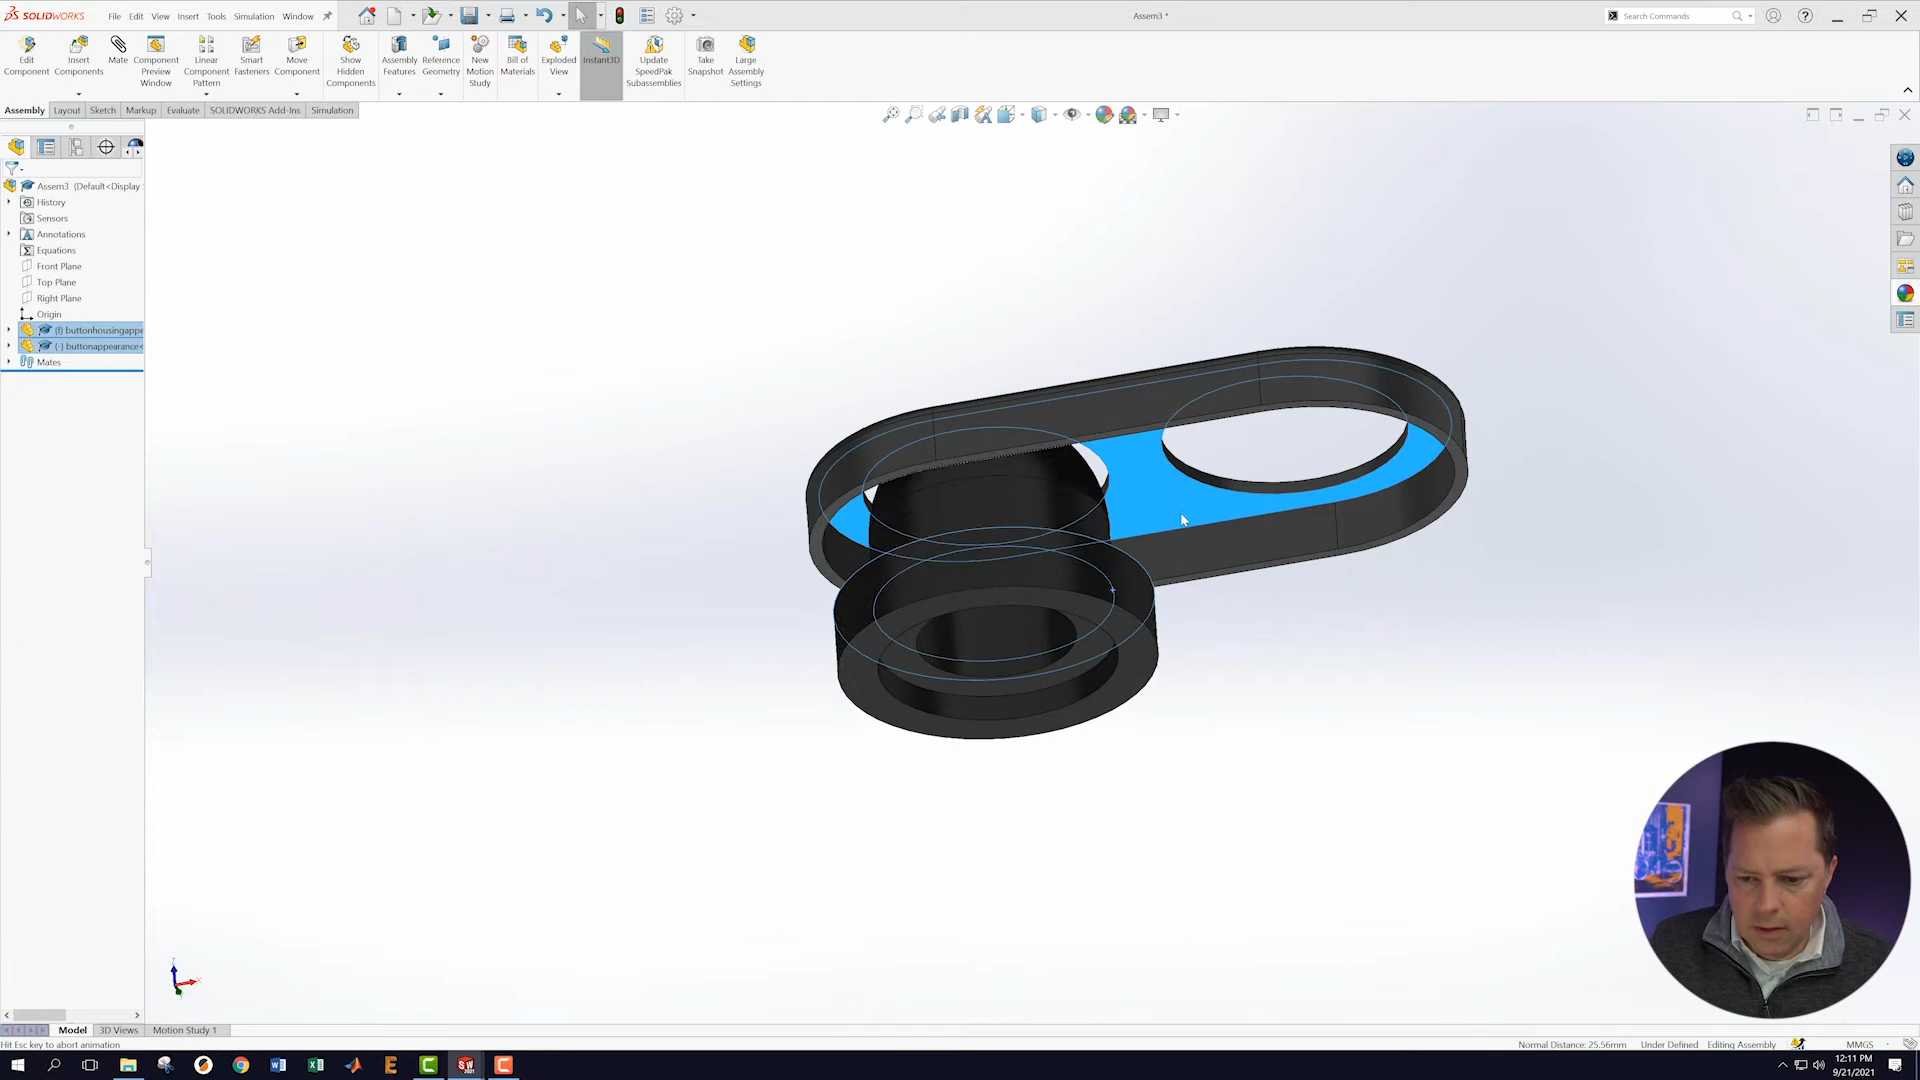 SOLIDWORKS File Edit View Insert Tools Simulation Window Assem3 * Search Commands
Edit Component
Insert Components
Mate
Component Preview Window
Linear Component Pattern
Smart Fasteners
Move Component
Show Hidden Components
Assembly Features
Reference Geometry
New Motion Study
Bill of Materials
Exploded View
Instant3D
Update SpeedPak Subassemblies
Take Snapshot
Large Assembly Settings
Assembly Layout Sketch Markup Evaluate SOLIDWORKS Add-Ins Simulation
Assem3 (Default<Display
History
Sensors
Annotations
Equations
Front Plane
Top Plane
Right Plane
Origin
(f) buttonhousingappe
(-) buttonappearance<
Mates
Z
X
Model 3D Views Motion Study 1
Hit Esc key to abort animation Normal Distance: 25.56mm Under Defined Editing Assembly MMGS
12:11 PM
9/21/2021